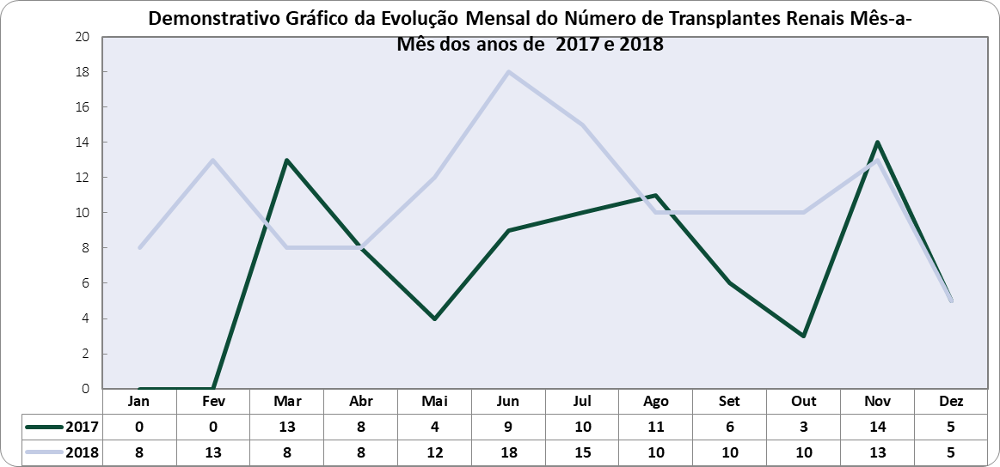 Demonstrativo Gráfico da Evolução Mensal do Número de Transplantes Renais Mês-a-
Mês dos anos de  2017 e 2018
20
18
16
14
12
10
8
6
4
2
0
Jan Fev Mar Abr Mai Jun Jul Ago Set Out Nov Dez
2017 0 0 13 8 4 9 10 11 6 3 14 5
2018 8 13 8 8 12 18 15 10 10 10 13 5